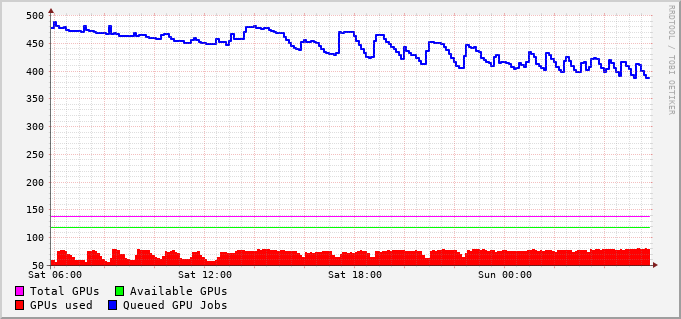 500
450
400
350
300
250
200
150
100
50
Sat 06:00 Sat 12:00 Sat 18:00 Sun 00:00
Total GPUs Available GPUs
GPUs used Queued GPU Jobs
RRDTOOL / TOBI OETIKER